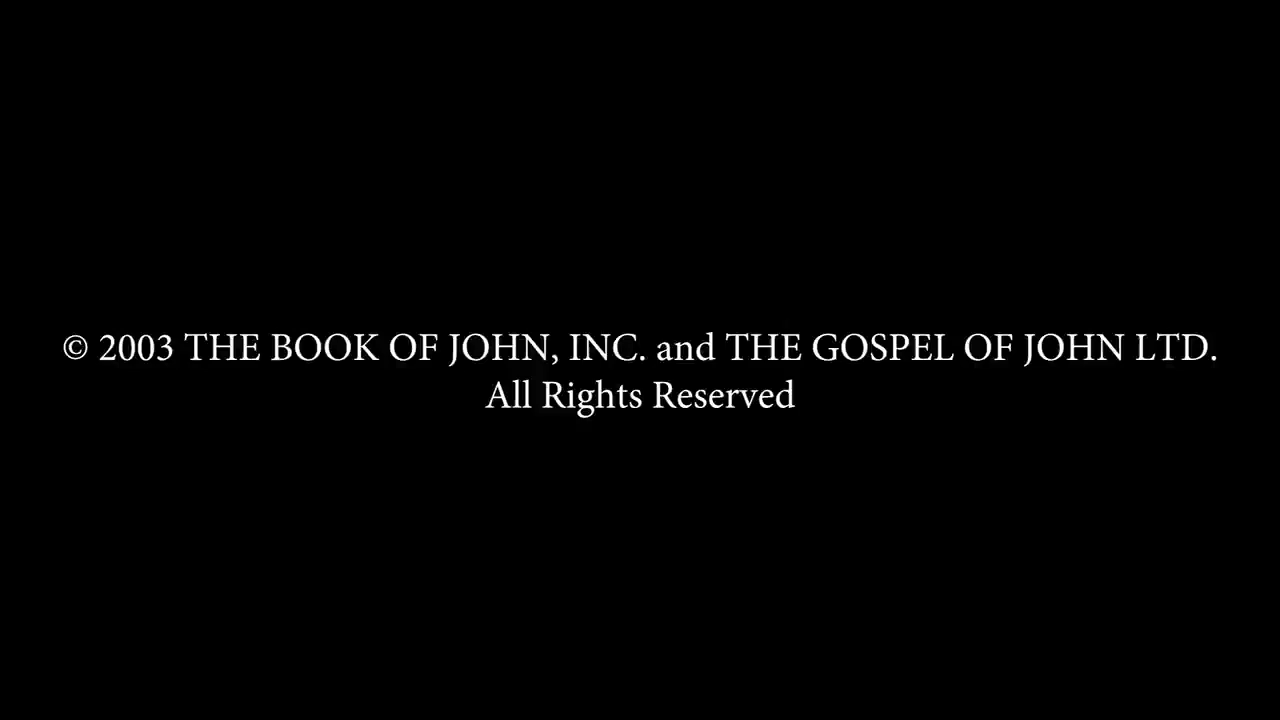 © 2003 THE BOOK OF JOHN, INC. and THE GOSPEL OF JOHN LTD.
All Rights Reserved